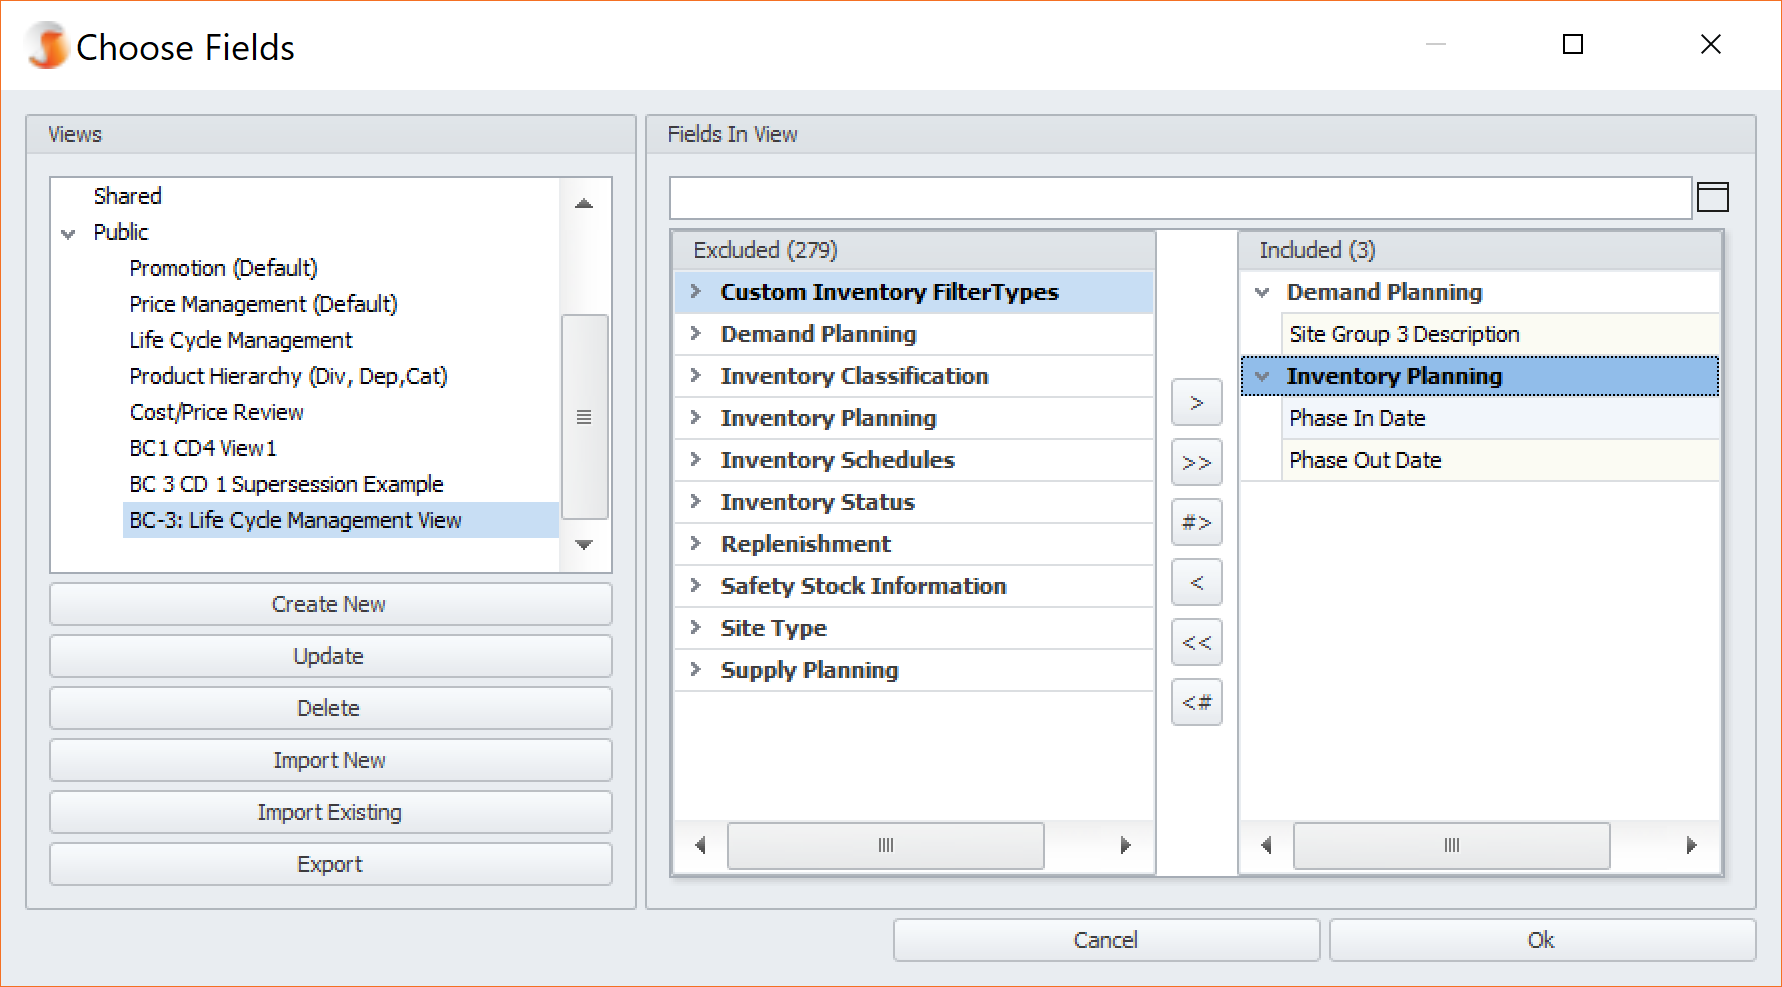 Choose Fields
Views
Shared
Public
Promotion (Default)
Price Management (Default)
Life Cycle Management
Product Hierarchy (Div, Dep,Cat)
Cost/Price Review
BC1 CD4 View1
BC 3 CD 1 Supersession Example
BC-3: Life Cycle Management View
Create New
Update
Delete
Import New
Import Existing
Export
Fields In View
Excluded (279)
Custom Inventory FilterTypes
Demand Planning
Inventory Classification
Inventory Planning
Inventory Schedules
Inventory Status
Replenishment
Safety Stock Information
Site Type
Supply Planning
>
>>
#>
<
<<
<#
Included (3)
Demand Planning
Site Group 3 Description
Inventory Planning
Phase In Date
Phase Out Date
Cancel
Ok